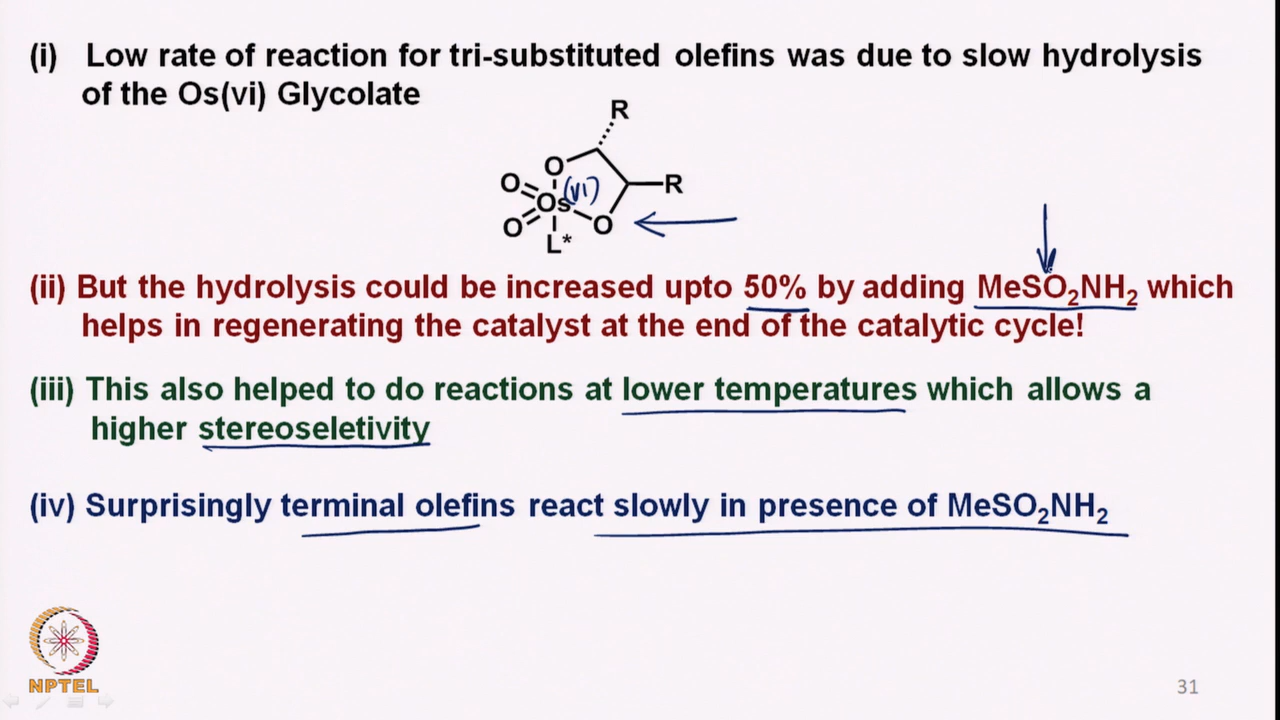 (i) Low rate of reaction for tri-substituted olefins was due to slow hydrolysis
of the Os(vi) Glycolate
R
O
O (vi) R
Os
O O
L*
(ii) But the hydrolysis could be increased upto 50% by adding MeSO₂NH₂ which
helps in regenerating the catalyst at the end of the catalytic cycle!
(iii) This also helped to do reactions at lower temperatures which allows a
higher stereoseletivity
(iv) Surprisingly terminal olefins react slowly in presence of MeSO₂NH₂
NPTEL
31